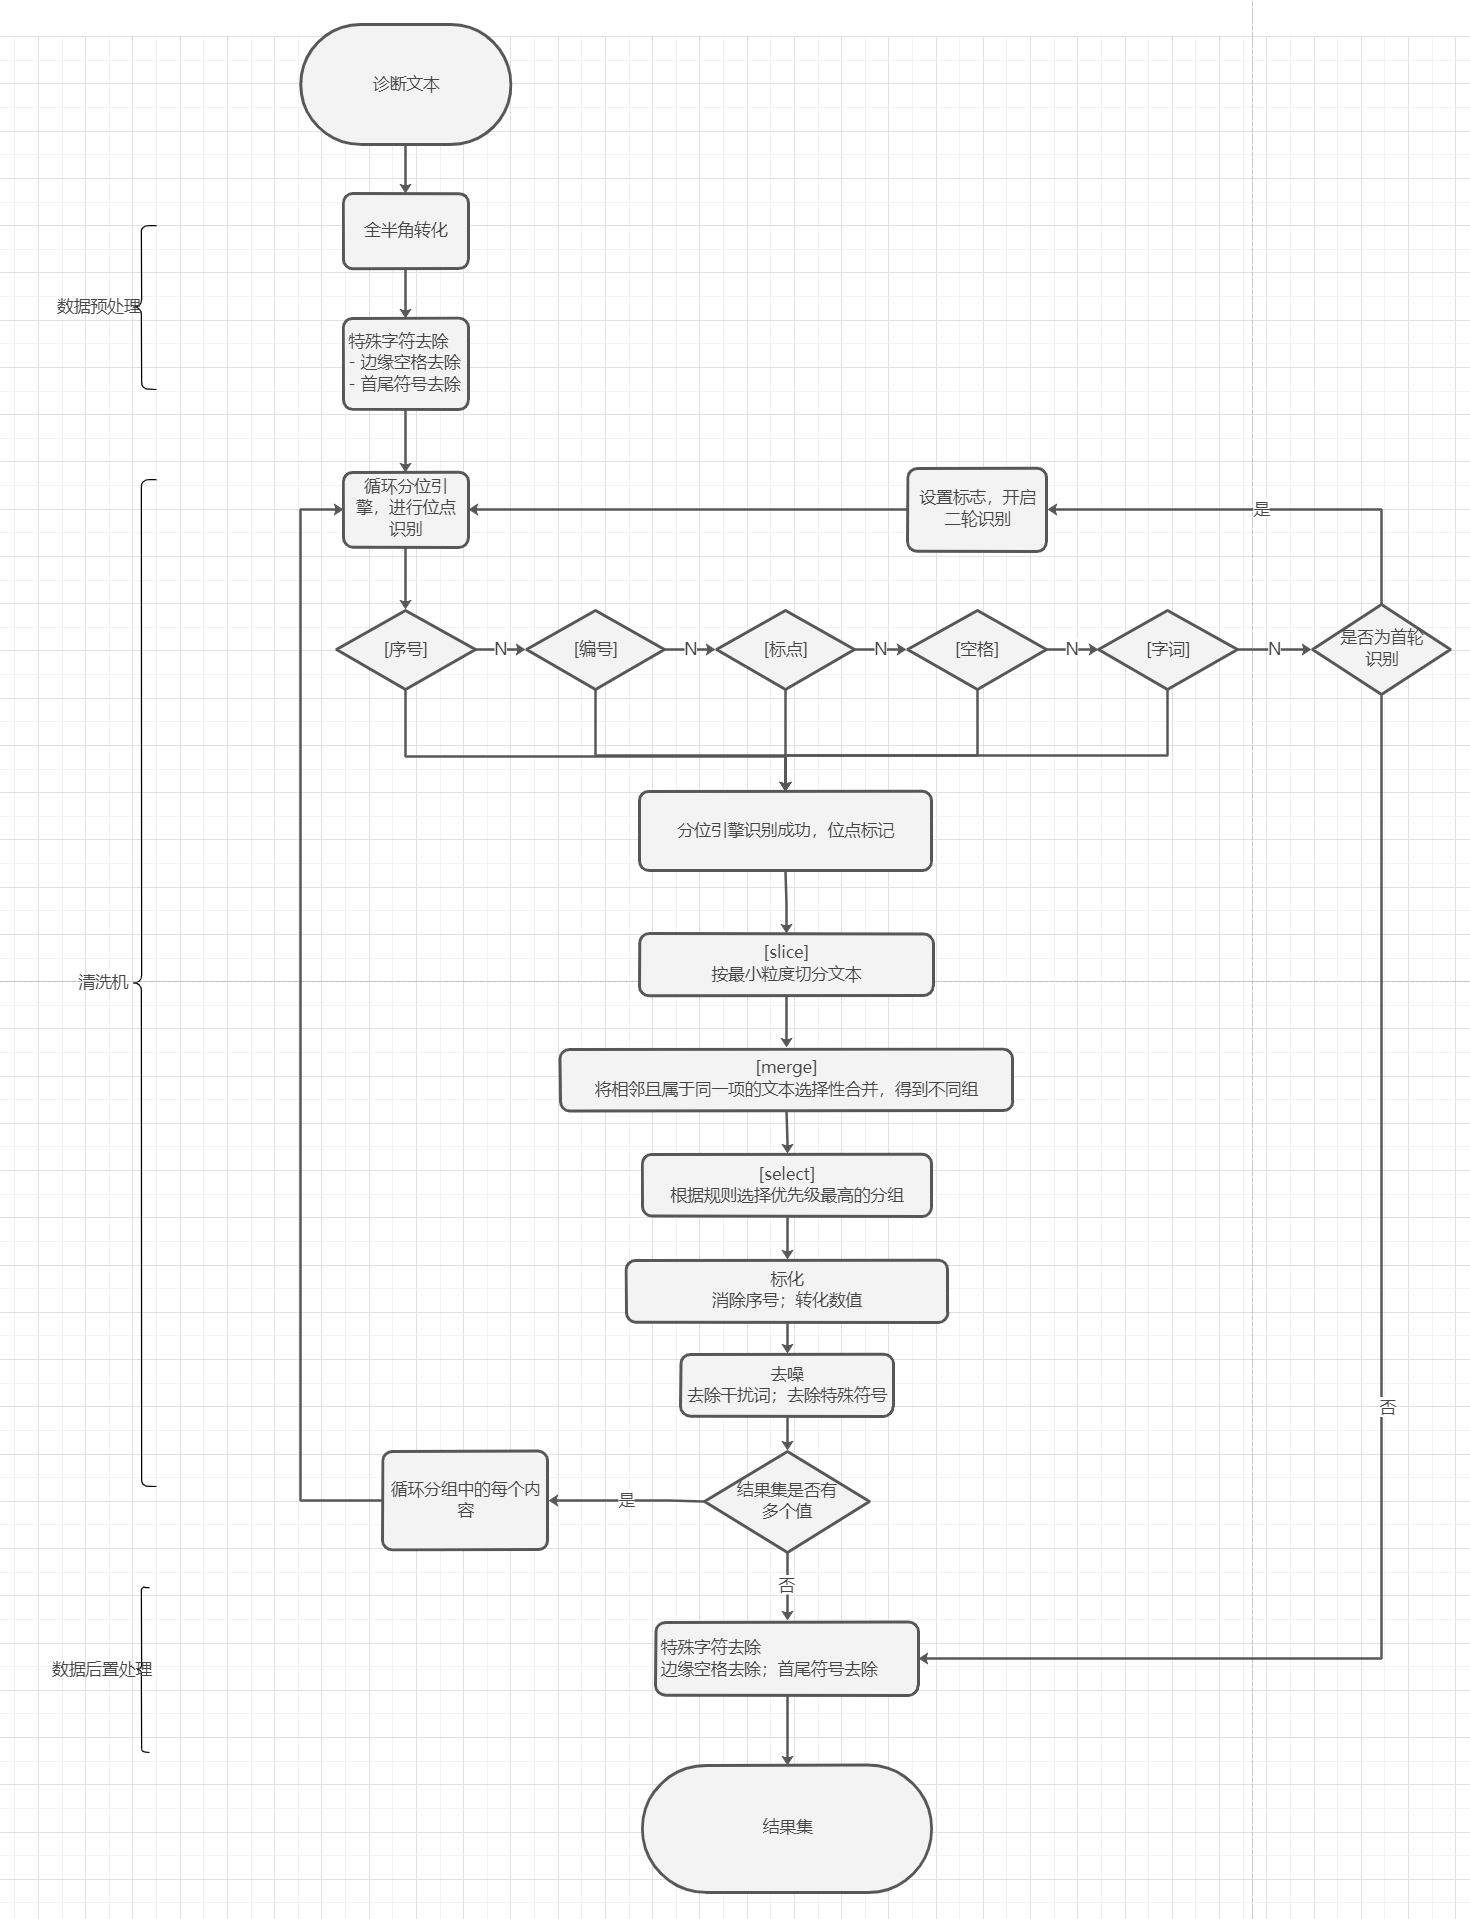 诊断文本
全半角转化
数据预处理
特殊字符去除
- 边缘空格去除
- 首尾符号去除
循环分位引
擎，进行位点
识别
设置标志，开启
二轮识别
是
[序号]
N
[编号]
N
[标点]
N
[空格]
N
[字词]
N
是否为首轮
识别
分位引擎识别成功，位点标记
[slice]
按最小粒度切分文本
清洗机
[merge]
将相邻且属于同一项的文本选择性合并，得到不同组
[select]
根据规则选择优先级最高的分组
标化
消除序号；转化数值
去噪
去除干扰词；去除特殊符号
否
循环分组中的每个内
容
是
结果集是否有
多个值
否
特殊字符去除
边缘空格去除；首尾符号去除
数据后置处理
结果集